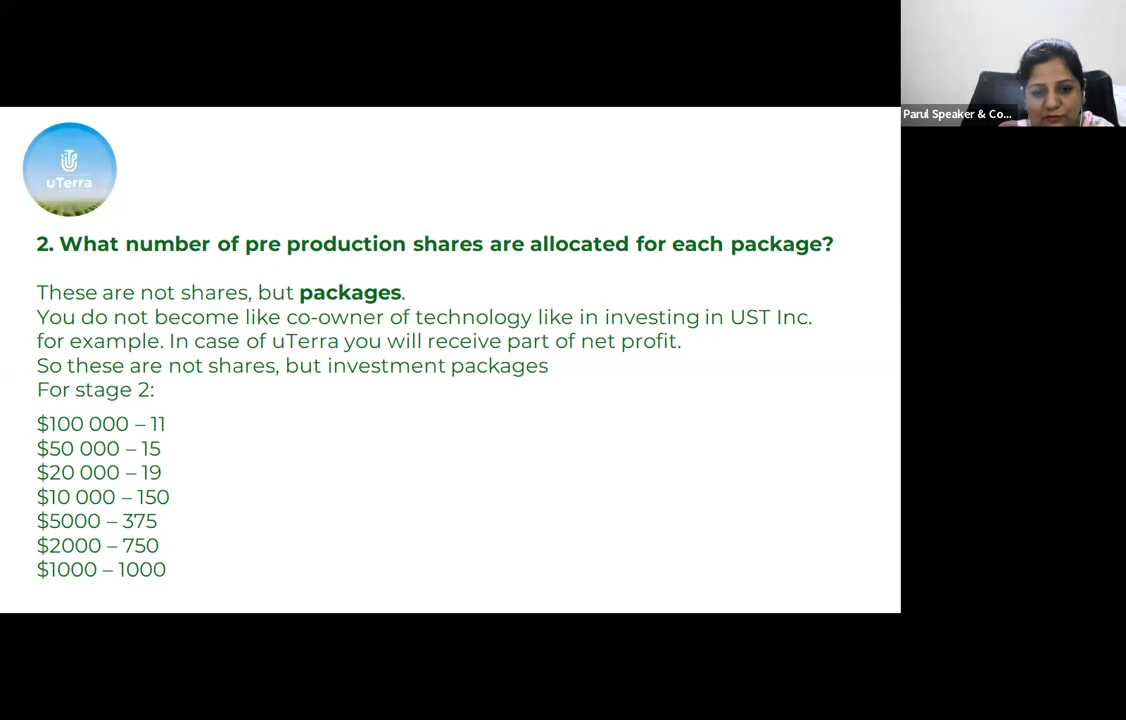 Parul Speaker & Co...
uTerra
2. What number of pre production shares are allocated for each package?
These are not shares, but packages.
You do not become like co-owner of technology like in investing in UST Inc.
for example. In case of uTerra you will receive part of net profit.
So these are not shares, but investment packages
For stage 2:
$100 000 – 11
$50 000 – 15
$20 000 – 19
$10 000 – 150
$5000 – 375
$2000 – 750
$1000 – 1000